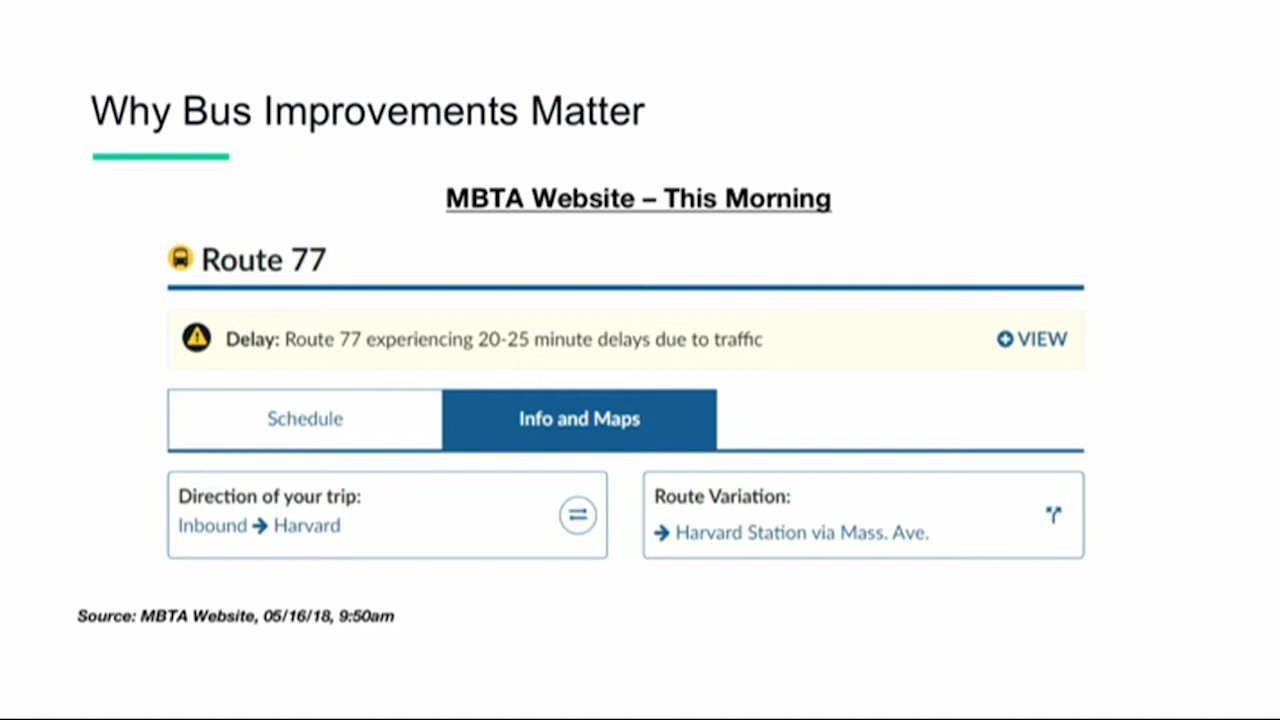 Why Bus Improvements Matter
MBTA Website – This Morning
Route 77
Delay: Route 77 experiencing 20-25 minute delays due to traffic
VIEW
Schedule
Info and Maps
Direction of your trip:
Inbound → Harvard
Route Variation:
→ Harvard Station via Mass. Ave.
Source: MBTA Website, 05/16/18, 9:50am